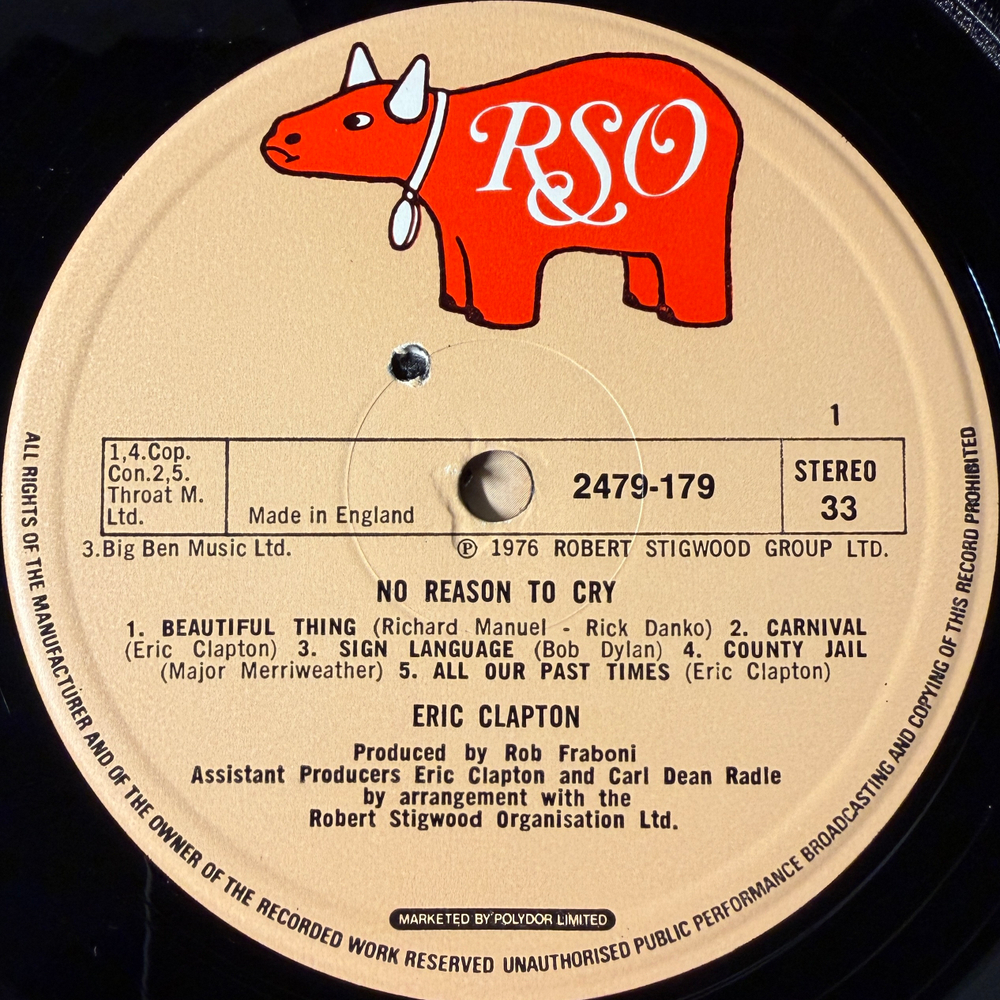 RSO
1
1,4.Cop.
Con.2,5.
Throat M.
Ltd.
Made in England
2479-179
STEREO
33
3.Big Ben Music Ltd.
Ⓟ 1976 ROBERT STIGWOOD GROUP LTD.
NO REASON TO CRY
1. BEAUTIFUL THING (Richard Manuel - Rick Danko) 2. CARNIVAL
(Eric Clapton) 3. SIGN LANGUAGE (Bob Dylan) 4. COUNTY JAIL
(Major Merriweather) 5. ALL OUR PAST TIMES (Eric Clapton)
ERIC CLAPTON
Produced by Rob Fraboni
Assistant Producers Eric Clapton and Carl Dean Radle
by arrangement with the
Robert Stigwood Organisation Ltd.
MARKETED BY POLYDOR LIMITED
ALL RIGHTS OF THE MANUFACTURER AND OF THE OWNER OF THE RECORDED WORK RESERVED UNAUTHORISED PUBLIC PERFORMANCE BROADCASTING AND COPYING OF THIS RECORD PROHIBITED